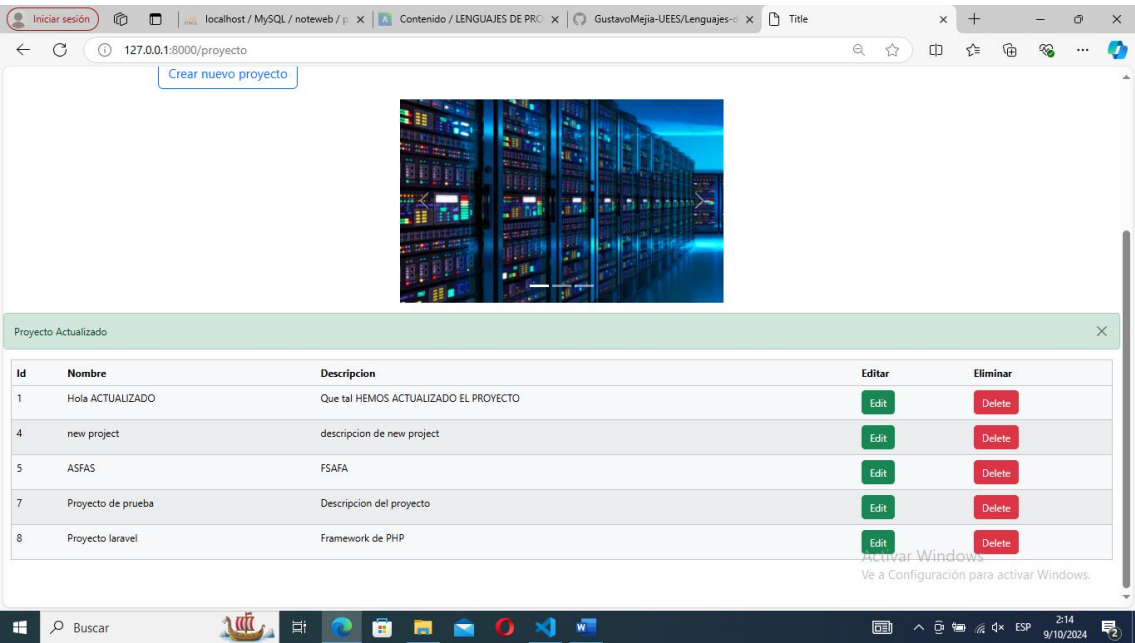 Iniciar sesión
localhost / MySQL / noteweb / p
Contenido / LENGUAJES DE PRO
GustavoMejia-UEES/Lenguajes-d
Title
127.0.0.1:8000/proyecto
Crear nuevo proyecto
Proyecto Actualizado
Id Nombre Descripcion Editar Eliminar
1 Hola ACTUALIZADO Que tal HEMOS ACTUALIZADO EL PROYECTO Edit Delete
4 new project descripcion de new project Edit Delete
5 ASFAS FSAFA Edit Delete
7 Proyecto de prueba Descripcion del proyecto Edit Delete
8 Proyecto laravel Framework de PHP Edit Delete
Activar Windows
Ve a Configuración para activar Windows.
Buscar
ESP
2:14
9/10/2024